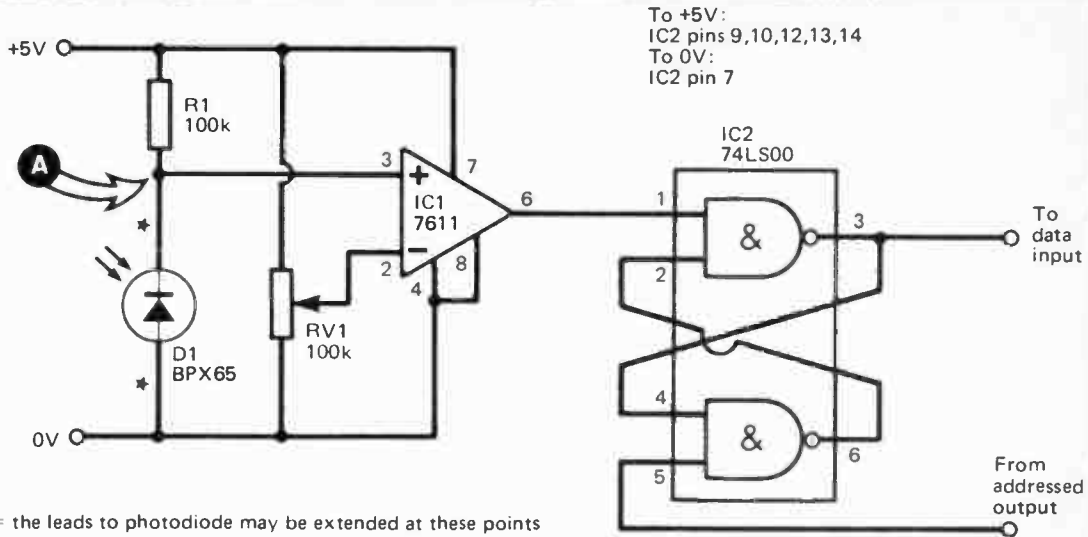 To +5V:
IC2 pins 9,10,12,13,14
To 0V:
IC2 pin 7
+5V
R1
100k
A
3
+
7
IC1
7611
6
−
2
4
8
D1
BPX65
RV1
100k
0V
IC2
74LS00
1
&
3
2
4
&
6
5
To
data
input
From
addressed
output
= the leads to photodiode may be extended at these points